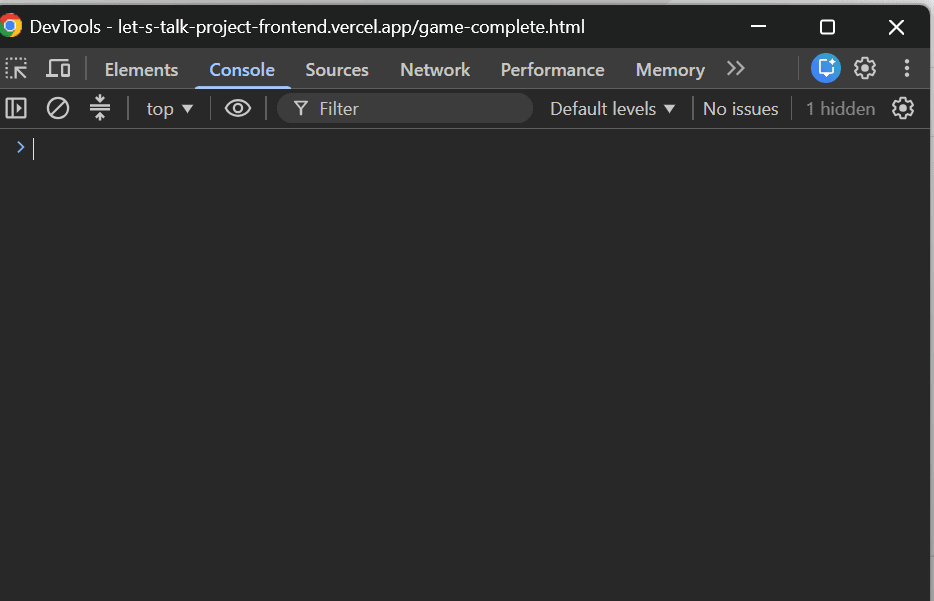 DevTools - let-s-talk-project-frontend.vercel.app/game-complete.html
Elements Console Sources Network Performance Memory
top Filter Default levels No issues 1 hidden